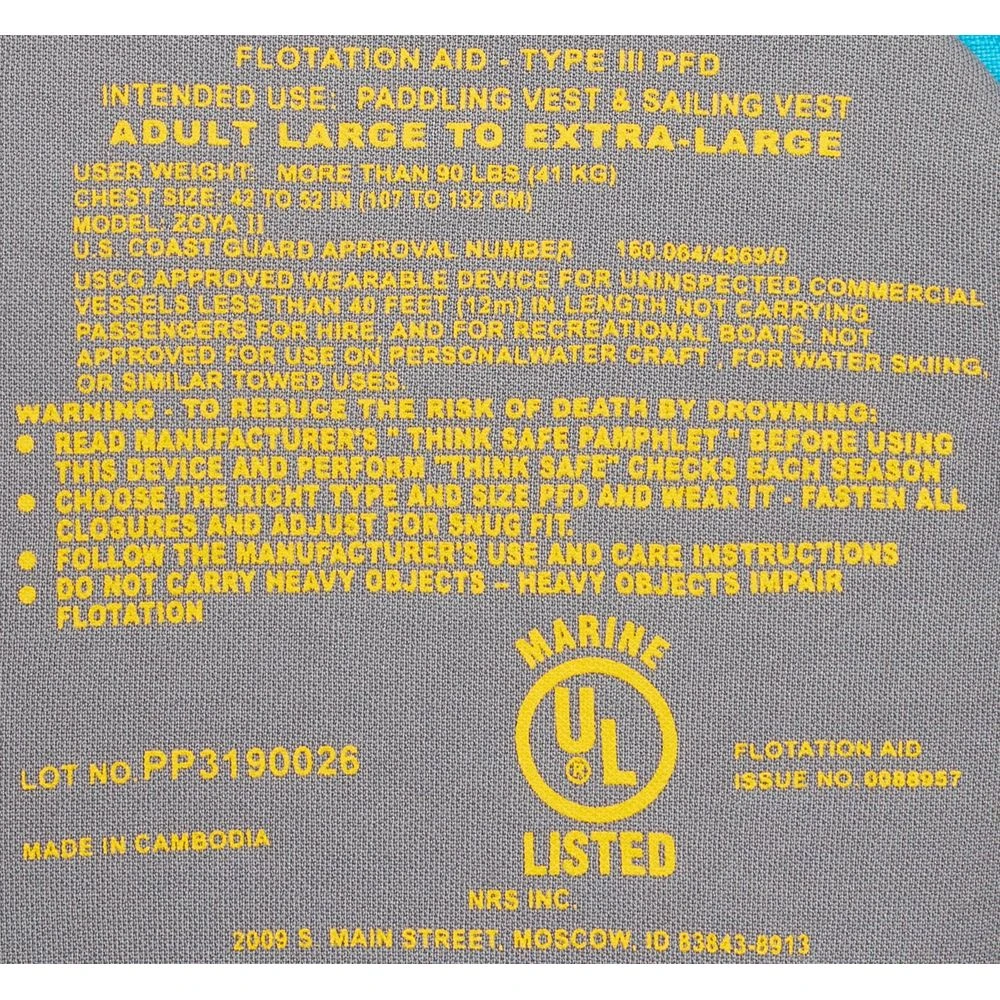 FLOTATION AID - TYPE III PFD
INTENDED USE: PADDLING VEST & SAILING VEST
ADULT LARGE TO EXTRA-LARGE
USER WEIGHT: MORE THAN 90 LBS (41 KG)
CHEST SIZE: 42 TO 52 IN (107 TO 132 CM)
MODEL: ZOYA II
U.S. COAST GUARD APPROVAL NUMBER 160.064/4869/0
USCG APPROVED WEARABLE DEVICE FOR UNINSPECTED COMMERCIAL
VESSELS LESS THAN 40 FEET (12m) IN LENGTH NOT CARRYING
PASSENGERS FOR HIRE, AND FOR RECREATIONAL BOATS. NOT
APPROVED FOR USE ON PERSONALWATER CRAFT , FOR WATER SKIING,
OR SIMILAR TOWED USES.
WARNING - TO REDUCE THE RISK OF DEATH BY DROWNING:
● READ MANUFACTURER'S " THINK SAFE PAMPHLET " BEFORE USING
THIS DEVICE AND PERFORM "THINK SAFE" CHECKS EACH SEASON
● CHOOSE THE RIGHT TYPE AND SIZE PFD AND WEAR IT - FASTEN ALL
CLOSURES AND ADJUST FOR SNUG FIT.
● FOLLOW THE MANUFACTURER'S USE AND CARE INSTRUCTIONS
● DO NOT CARRY HEAVY OBJECTS – HEAVY OBJECTS IMPAIR
FLOTATION
MARINE
UL ®
LISTED
LOT NO. PP3190026
FLOTATION AID
ISSUE NO. 0088957
MADE IN CAMBODIA
NRS INC.
2009 S. MAIN STREET, MOSCOW, ID 83843-8913